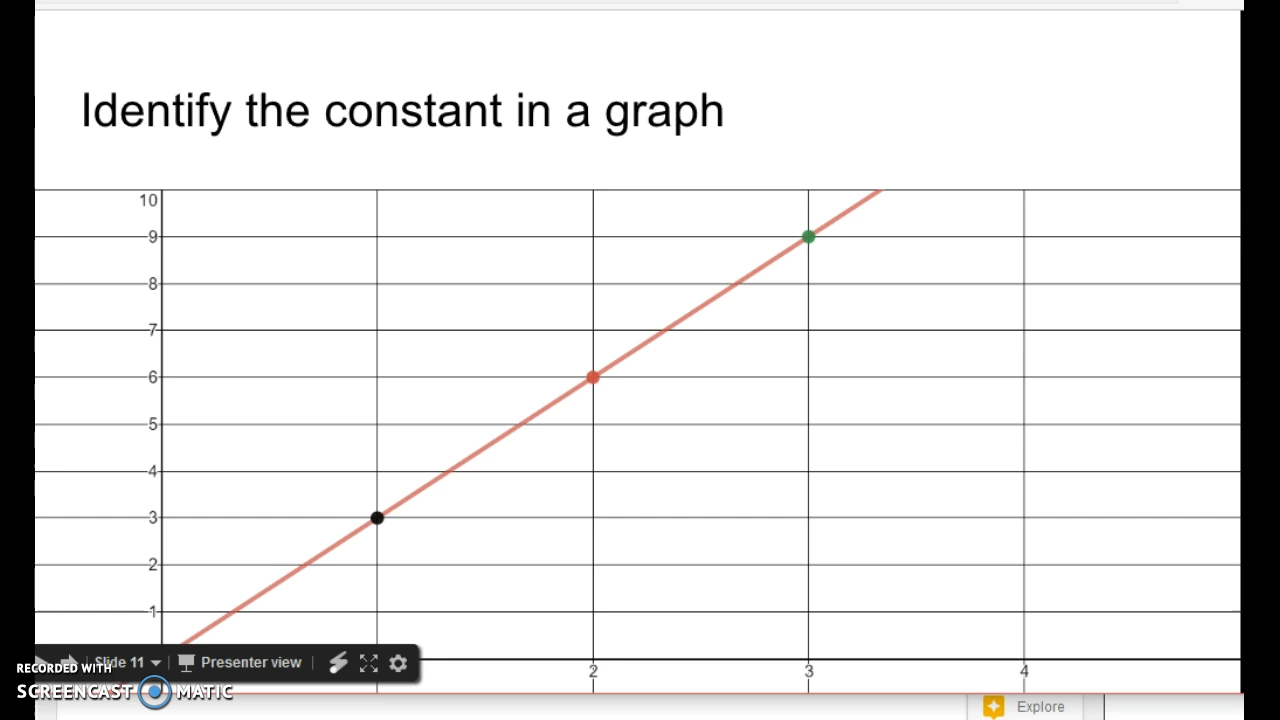 Identify the constant in a graph
10
9
8
7
6
5
4
3
2
1
2 3 4
Slide 11 Presenter view
RECORDED WITH
SCREENCAST MATIC
Explore